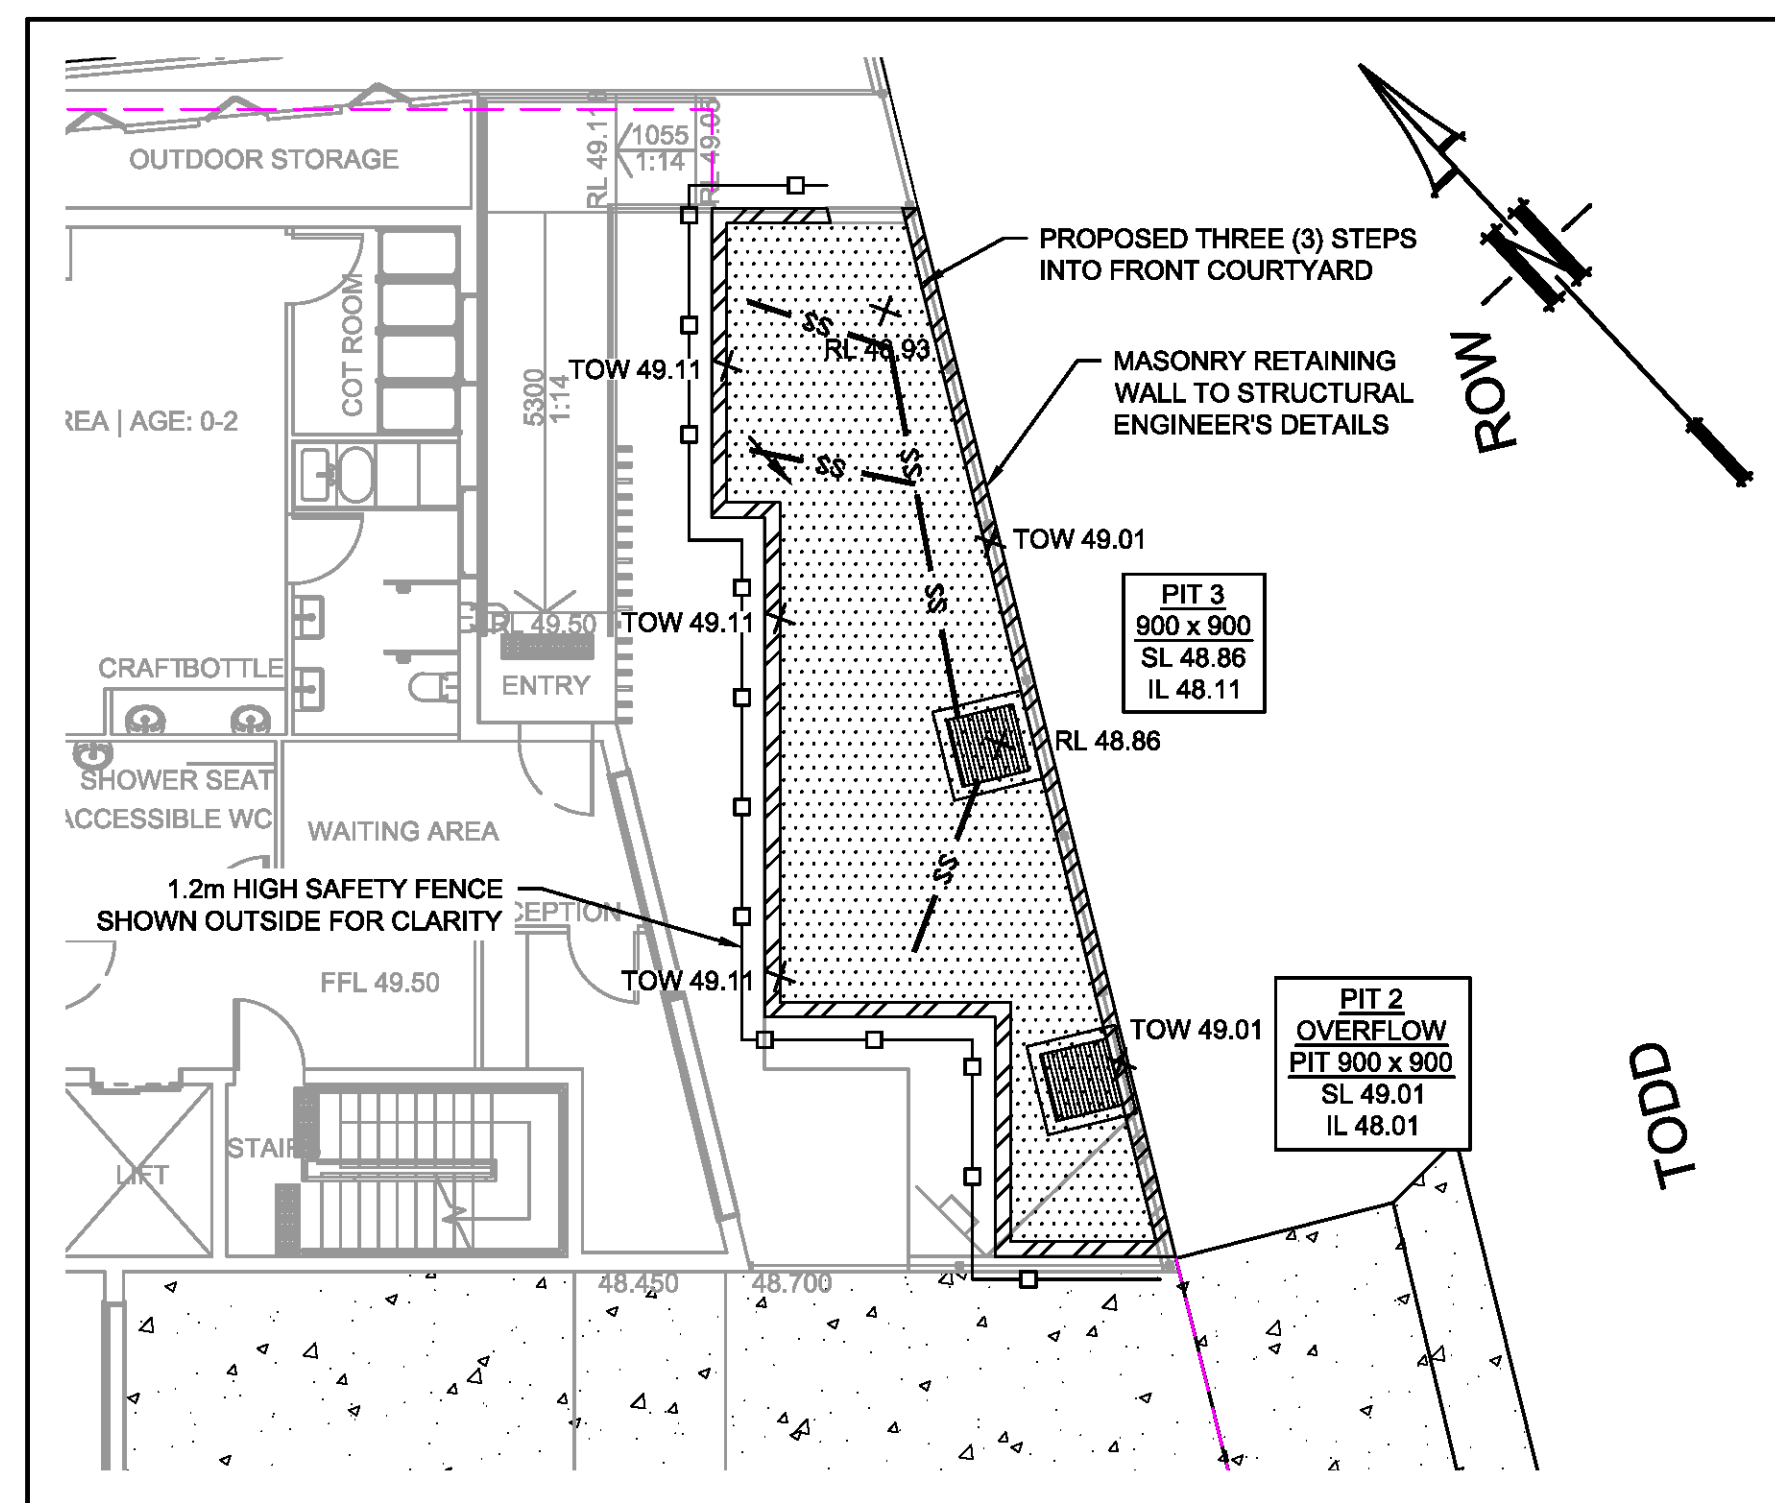 OUTDOOR STORAGE
RL 49.11
1055
1:14
RL 49.05
PROPOSED THREE (3) STEPS
INTO FRONT COURTYARD
COT ROOM
5300
1:14
SS
RL 48.93
TOW 49.11
MASONRY RETAINING
WALL TO STRUCTURAL
ENGINEER'S DETAILS
ROW
REA | AGE: 0-2
SS
SS
TOW 49.01
PIT 3
900 x 900
SL 48.86
IL 48.11
SS
RL 49.50
TOW 49.11
CRAFTBOTTLE
ENTRY
RL 48.86
SHOWER SEAT
ACCESSIBLE WC
WAITING AREA
SS
1.2m HIGH SAFETY FENCE
SHOWN OUTSIDE FOR CLARITY
CEPTION
FFL 49.50
TOW 49.11
TOW 49.01
PIT 2
OVERFLOW
PIT 900 x 900
SL 49.01
IL 48.01
TODD
STAIR
LIFT
48.450
48.700